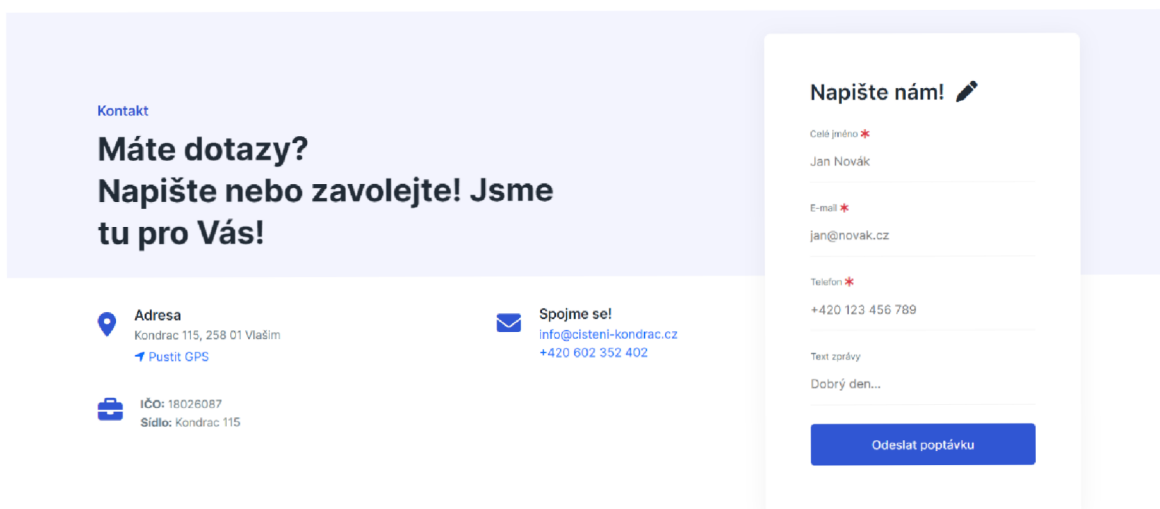 Kontakt
Máte dotazy?
Napište nebo zavolejte! Jsme
tu pro Vás!
Adresa
Kondrac 115, 258 01 Vlašim
Pustit GPS
IČO: 18026087
Sídlo: Kondrac 115
Spojme se!
info@cisteni-kondrac.cz
+420 602 352 402
Napište nám!
Celé jméno *
Jan Novák
E-mail *
jan@novak.cz
Telefon *
+420 123 456 789
Text zprávy
Dobrý den...
Odeslat poptávku